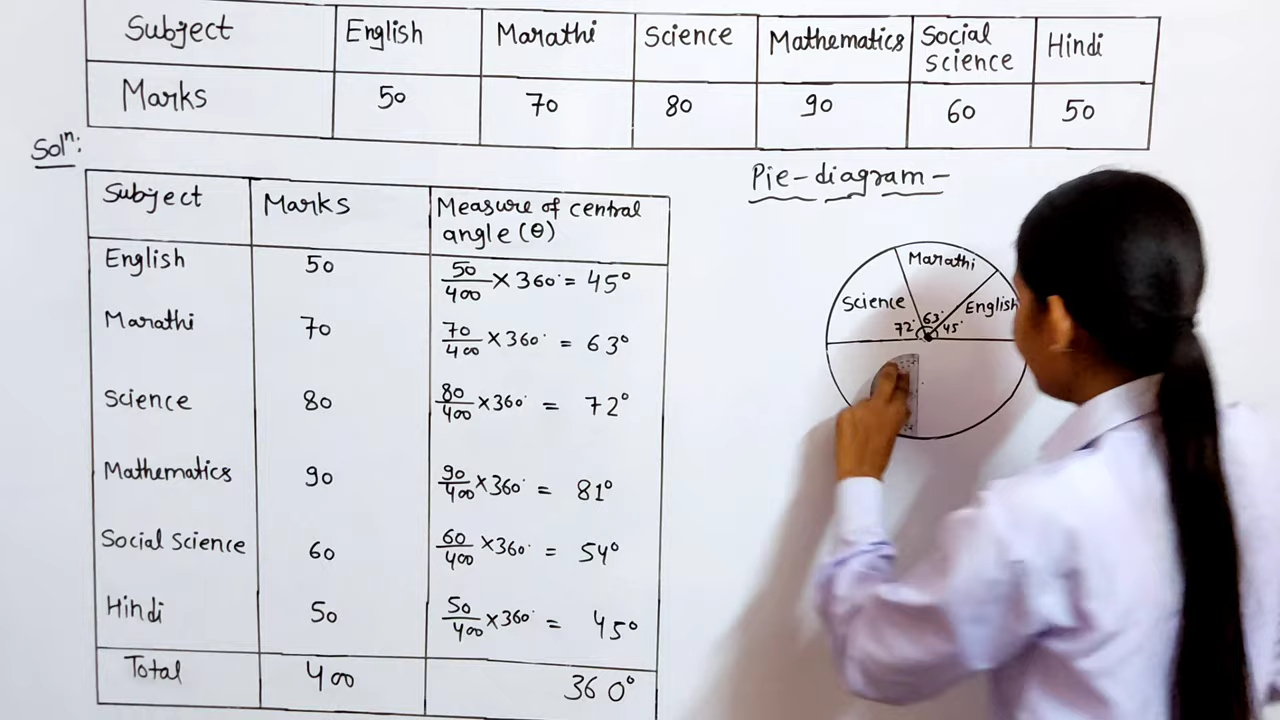 Subject English Marathi Science Mathematics Social science Hindi
Marks 50 70 80 90 60 50
Solⁿ:
Pie-diagram-
Subject Marks Measure of central angle (θ)
English 50 50/400 × 360° = 45°
Marathi 70 70/400 × 360° = 63°
Science 80 80/400 × 360° = 72°
Mathematics 90 90/400 × 360° = 81°
Social Science 60 60/400 × 360° = 54°
Hindi 50 50/400 × 360° = 45°
Total 400 360°
Marathi
Science English
72° 63° 45°